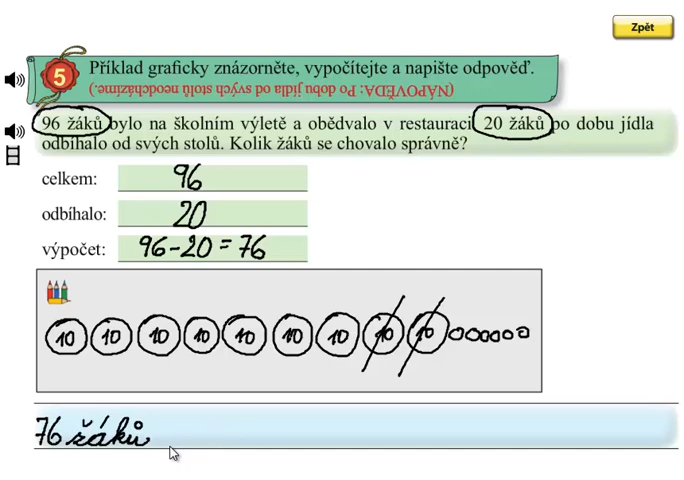 Zpět
5 Příklad graficky znázorněte, vypočítejte a napište odpověď.
(NÁPOVĚDA: Po dobu jídla od svých stolů neodcházíme.)
96 žáků bylo na školním výletě a obědvalo v restauraci. 20 žáků po dobu jídla
odbíhalo od svých stolů. Kolik žáků se chovalo správně?
celkem: 96
odbíhalo: 20
výpočet: 96-20=76
10 10 10 10 10 10 10 10 10
76 žáků